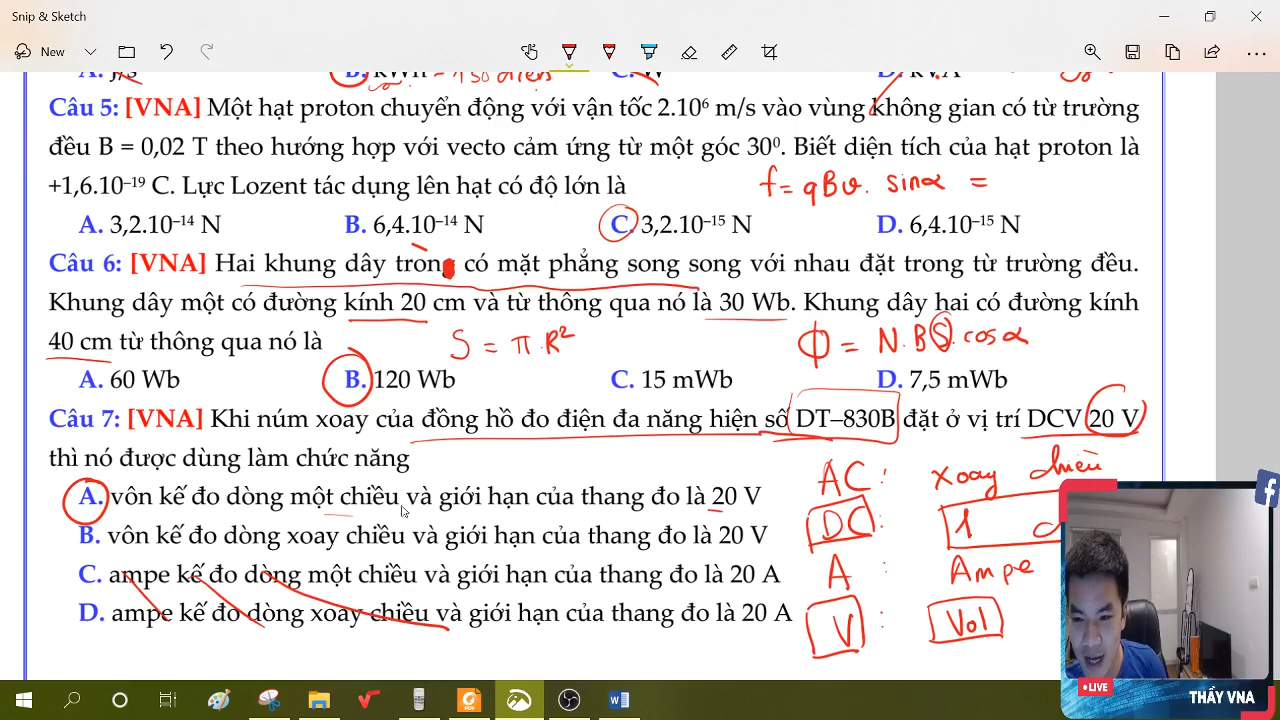 Snip & Sketch
New
A. J/s B. kWh C. W D. kV.A
Câu 5: [VNA] Một hạt proton chuyển động với vận tốc 2.10⁶ m/s vào vùng không gian có từ trường
đều B = 0,02 T theo hướng hợp với vecto cảm ứng từ một góc 30⁰. Biết diện tích của hạt proton là
+1,6.10⁻¹⁹ C. Lực Lozent tác dụng lên hạt có độ lớn là
f = qBv. sinα =
A. 3,2.10⁻¹⁴ N B. 6,4.10⁻¹⁴ N C. 3,2.10⁻¹⁵ N D. 6,4.10⁻¹⁵ N
Câu 6: [VNA] Hai khung dây tròn có mặt phẳng song song với nhau đặt trong từ trường đều.
Khung dây một có đường kính 20 cm và từ thông qua nó là 30 Wb. Khung dây hai có đường kính
40 cm từ thông qua nó là S = π.R² Φ = N.BS.cosα
A. 60 Wb B. 120 Wb C. 15 mWb D. 7,5 mWb
Câu 7: [VNA] Khi núm xoay của đồng hồ đo điện đa năng hiện số DT–830B đặt ở vị trí DCV 20 V
thì nó được dùng làm chức năng
A. vôn kế đo dòng một chiều và giới hạn của thang đo là 20 V
B. vôn kế đo dòng xoay chiều và giới hạn của thang đo là 20 V
C. ampe kế đo dòng một chiều và giới hạn của thang đo là 20 A
D. ampe kế đo dòng xoay chiều và giới hạn của thang đo là 20 A
AC : xoay chiều
DC : 1
A : Ampe
V : Vol
LIVE
THẦY VNA